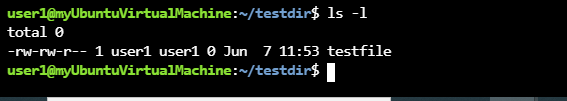 user1@myUbuntuVirtualMachine:~/testdir$ ls -l
total 0
-rw-rw-r-- 1 user1 user1 0 Jun  7 11:53 testfile
user1@myUbuntuVirtualMachine:~/testdir$